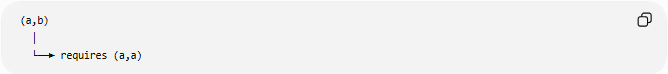 (a,b)
│
└─► requires (a,a)